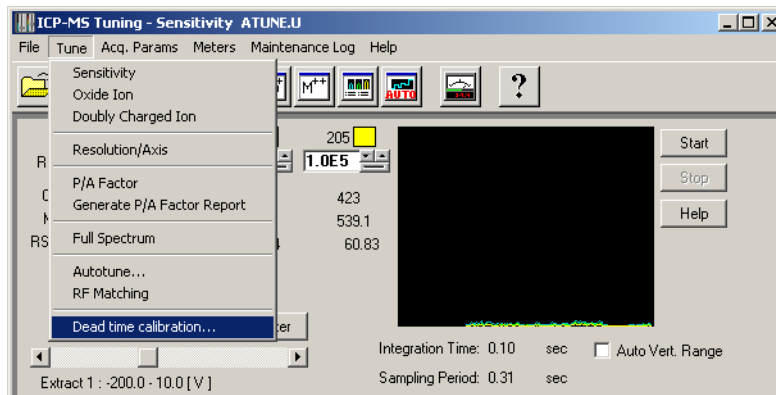 ICP-MS Tuning - Sensitivity ATUNE.U
File Tune Acq. Params Meters Maintenance Log Help
Sensitivity
Oxide Ion
Doubly Charged Ion
Resolution/Axis
P/A Factor
Generate P/A Factor Report
Full Spectrum
Autotune...
RF Matching
Dead time calibration...
M++
AUTO
?
205
1.0E5
423
539.1
RS
60.83
Start
Stop
Help
Integration Time: 0.10 sec
Auto Vert. Range
Extract 1 : -200.0 - 10.0 [ V ]
Sampling Period: 0.31 sec